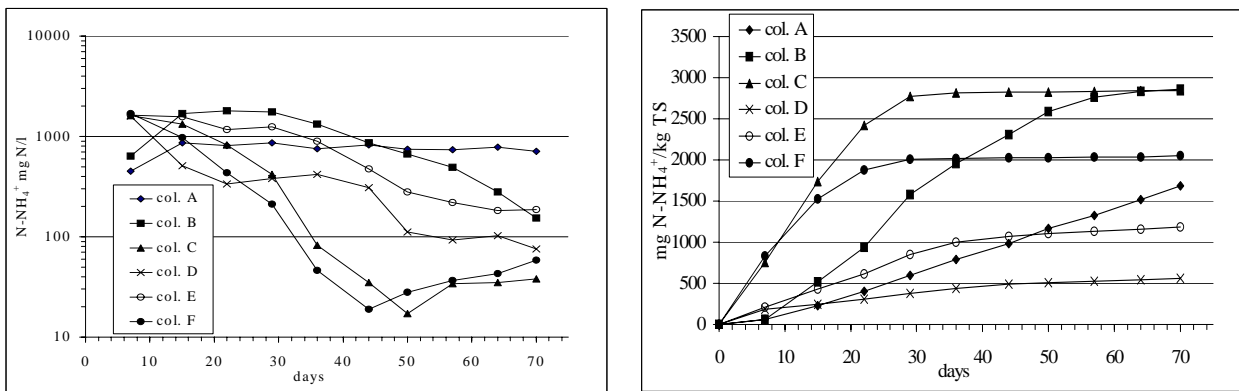 10000
1000
100
10
N-NH₄⁺ mg N/l
col. A
col. B
col. C
col. D
col. E
col. F
0 10 20 30 40 50 60 70
days
3500
3000
2500
2000
1500
1000
500
0
mg N-NH₄⁺/kg TS
col. A
col. B
col. C
col. D
col. E
col. F
0 10 20 30 40 50 60 70
days